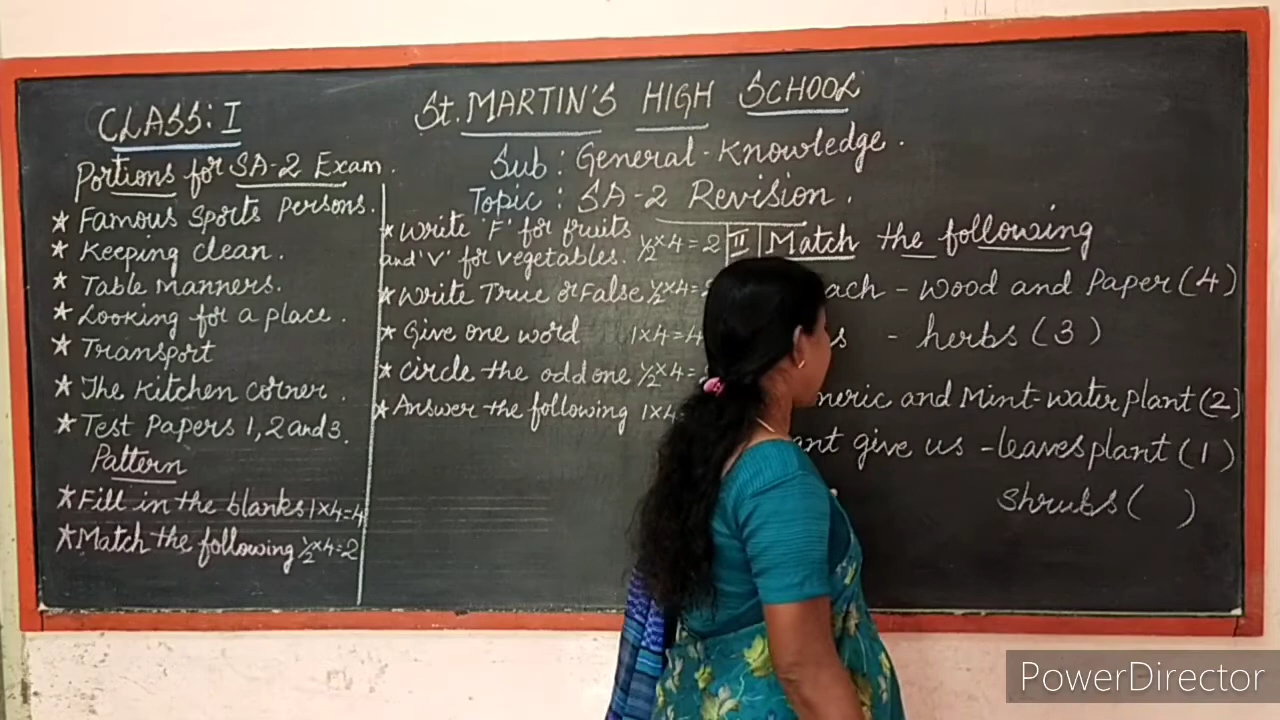 CLASS: I
St. MARTIN'S HIGH SCHOOL
Sub : General-Knowledge.
Topic : SA-2 Revision.
Portions for SA-2 Exam.
* Famous Sports Persons.
* Keeping clean.
* Table Manners.
* Looking for a place.
* Transport
* The Kitchen corner.
* Test Papers 1, 2 and 3.
Pattern
* Fill in the blanks 1×4=4
* Match the following ½×4=2
* Write 'F' for fruits
and 'V' for vegetables. ½×4=2
* Write True or False ½×4=
* Give one word 1×4=4
* Circle the odd one ½×4=
* Answer the following 1×4
II Match the following
- wood and Paper (4)
- herbs (3)
and Mint-water plant (2)
give us - leaves plant (1)
Shrubs ( )
PowerDirector